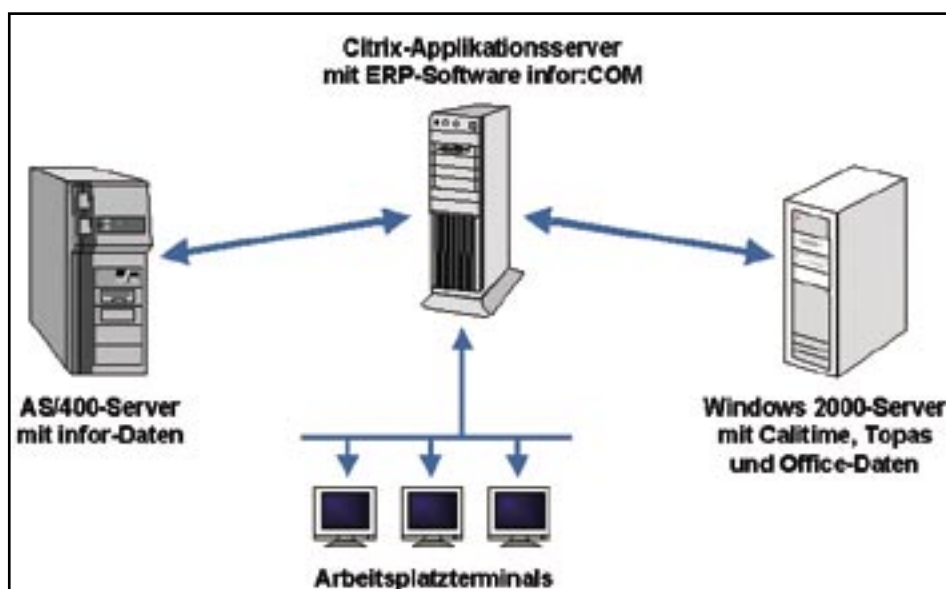 Citrix-Applikationsserver
mit ERP-Software infor:COM
AS/400-Server
mit infor-Daten
Windows 2000-Server
mit Calitime, Topas
und Office-Daten
Arbeitsplatzterminals